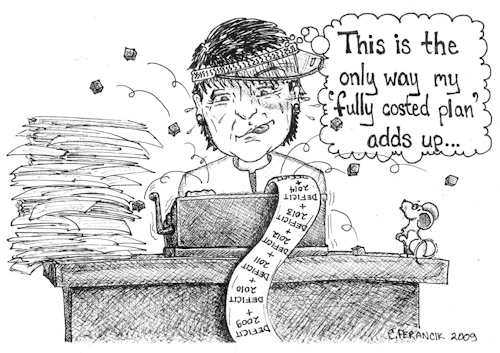 This is the
only way my
'fully costed plan'
adds up...
DEFICIT
2009
+
DEFICIT
2010
+
DEFICIT
2011
+
DEFICIT
2012
+
DEFICIT
2013
+
DEFICIT
2014
+
C. FERANCIK 2009